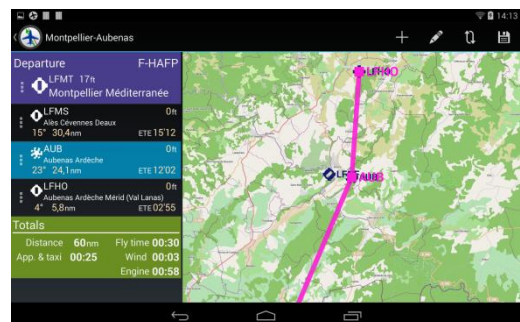 14:13
Montpellier-Aubenas
Departure F-HAFP
LFMT 17ft
Montpellier Méditerranée
LFMS 0ft
Alès Cévennes Deaux
15° 30,4nm ETE 15'12
AUB 0ft
Aubenas Ardèche
23° 24,1nm ETE 12'02
LFHO 0ft
Aubenas Ardèche Mérid (Val Lanas)
4° 5,8nm ETE 02'55
Totals
Distance 60nm Fly time 00:30
App. & taxi 00:25 Wind 00:03
Engine 00:58
LFHO
AUB